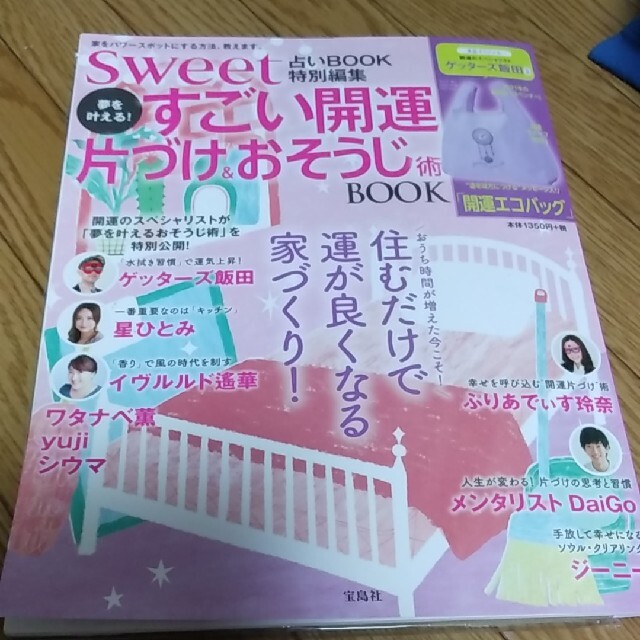 家をパワースポットにする方法、教えます。
sweet 占いBOOK
特別編集
夢を
叶える!
すごい開運
片づけ&おそうじ術
BOOK
ゲッターズ飯田
「開運エコバッグ」
本体1350円+税
開運のスペシャリストが
「夢を叶えるおそうじ術」を
特別公開!
「水拭き習慣」で運気上昇!
ゲッターズ飯田
一番重要なのは「キッチン」
星ひとみ
「香り」で風の時代を制す
イヴルルド遙華
ワタナベ薫
yuji
シウマ
おうち時間が増えた今こそ!
住むだけで
運が良くなる
家づくり!
幸せを呼び込む「開運片づけ」術
ぷりあでぃす玲奈
人生が変わる!片づけの思考と習慣
メンタリスト DaiGo
手放して幸せになる
ソウル・クリアリング
ジーニー
宝島社